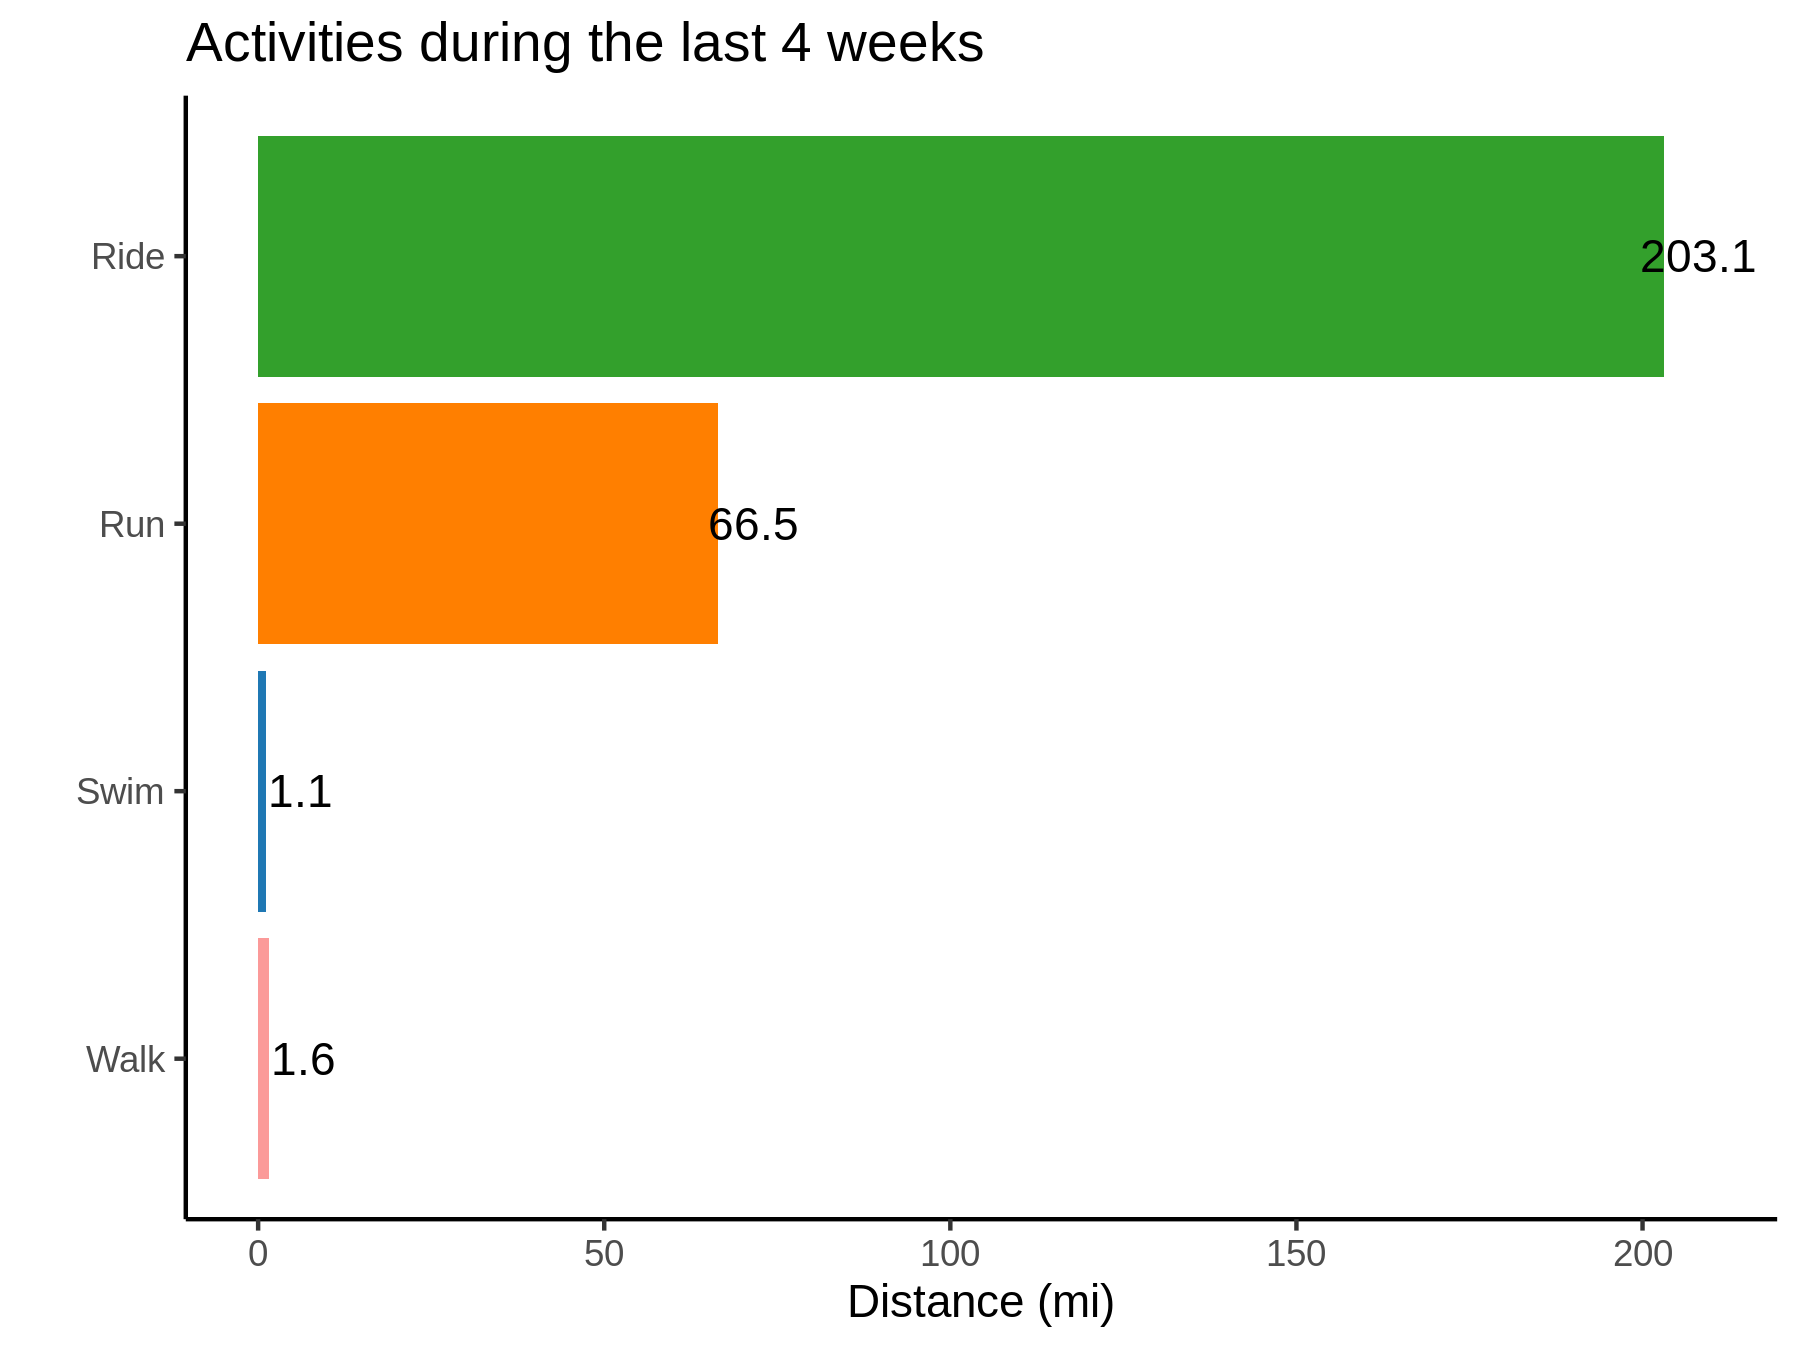 Activities during the last 4 weeks
Ride
203.1
Run
66.5
Swim
1.1
Walk
1.6
0 50 100 150 200
Distance (mi)